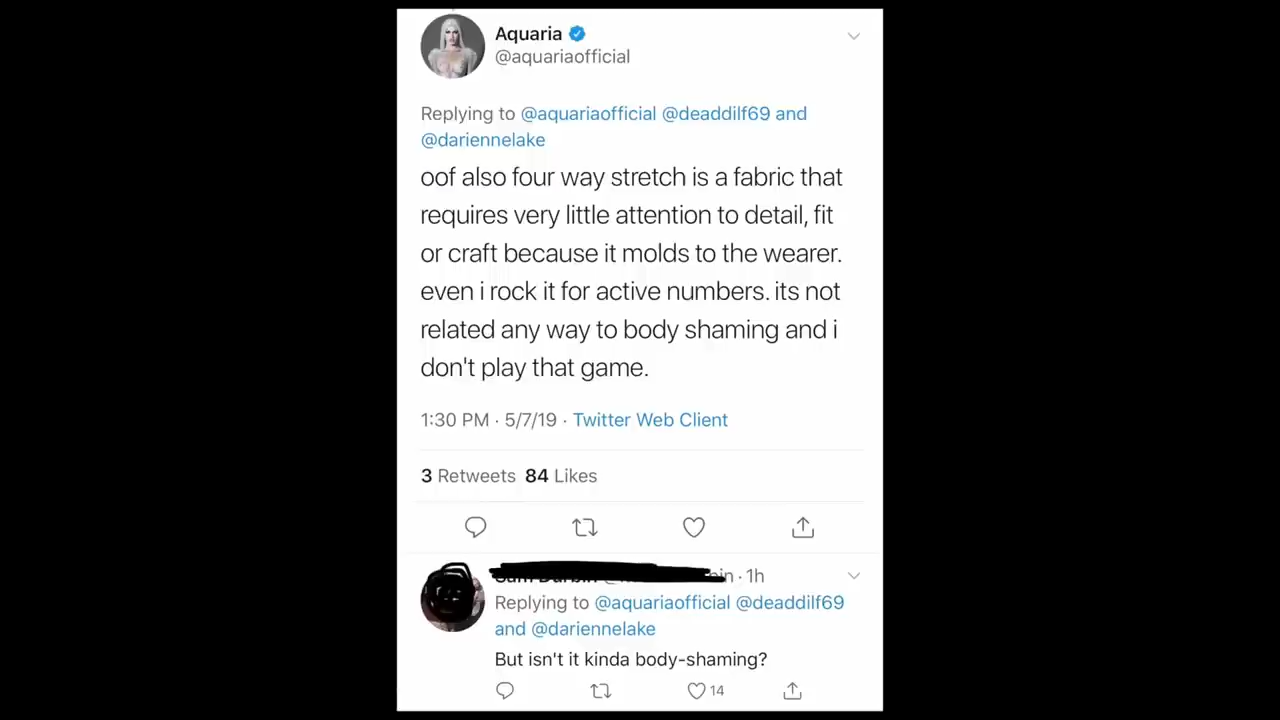 Aquaria
@aquariaofficial
Replying to @aquariaofficial @deaddilf69 and
@dariennelake
oof also four way stretch is a fabric that
requires very little attention to detail, fit
or craft because it molds to the wearer.
even i rock it for active numbers. its not
related any way to body shaming and i
don't play that game.
1:30 PM · 5/7/19 · Twitter Web Client
3 Retweets 84 Likes
· 1h
Replying to @aquariaofficial @deaddilf69
and @dariennelake
But isn't it kinda body-shaming?
14